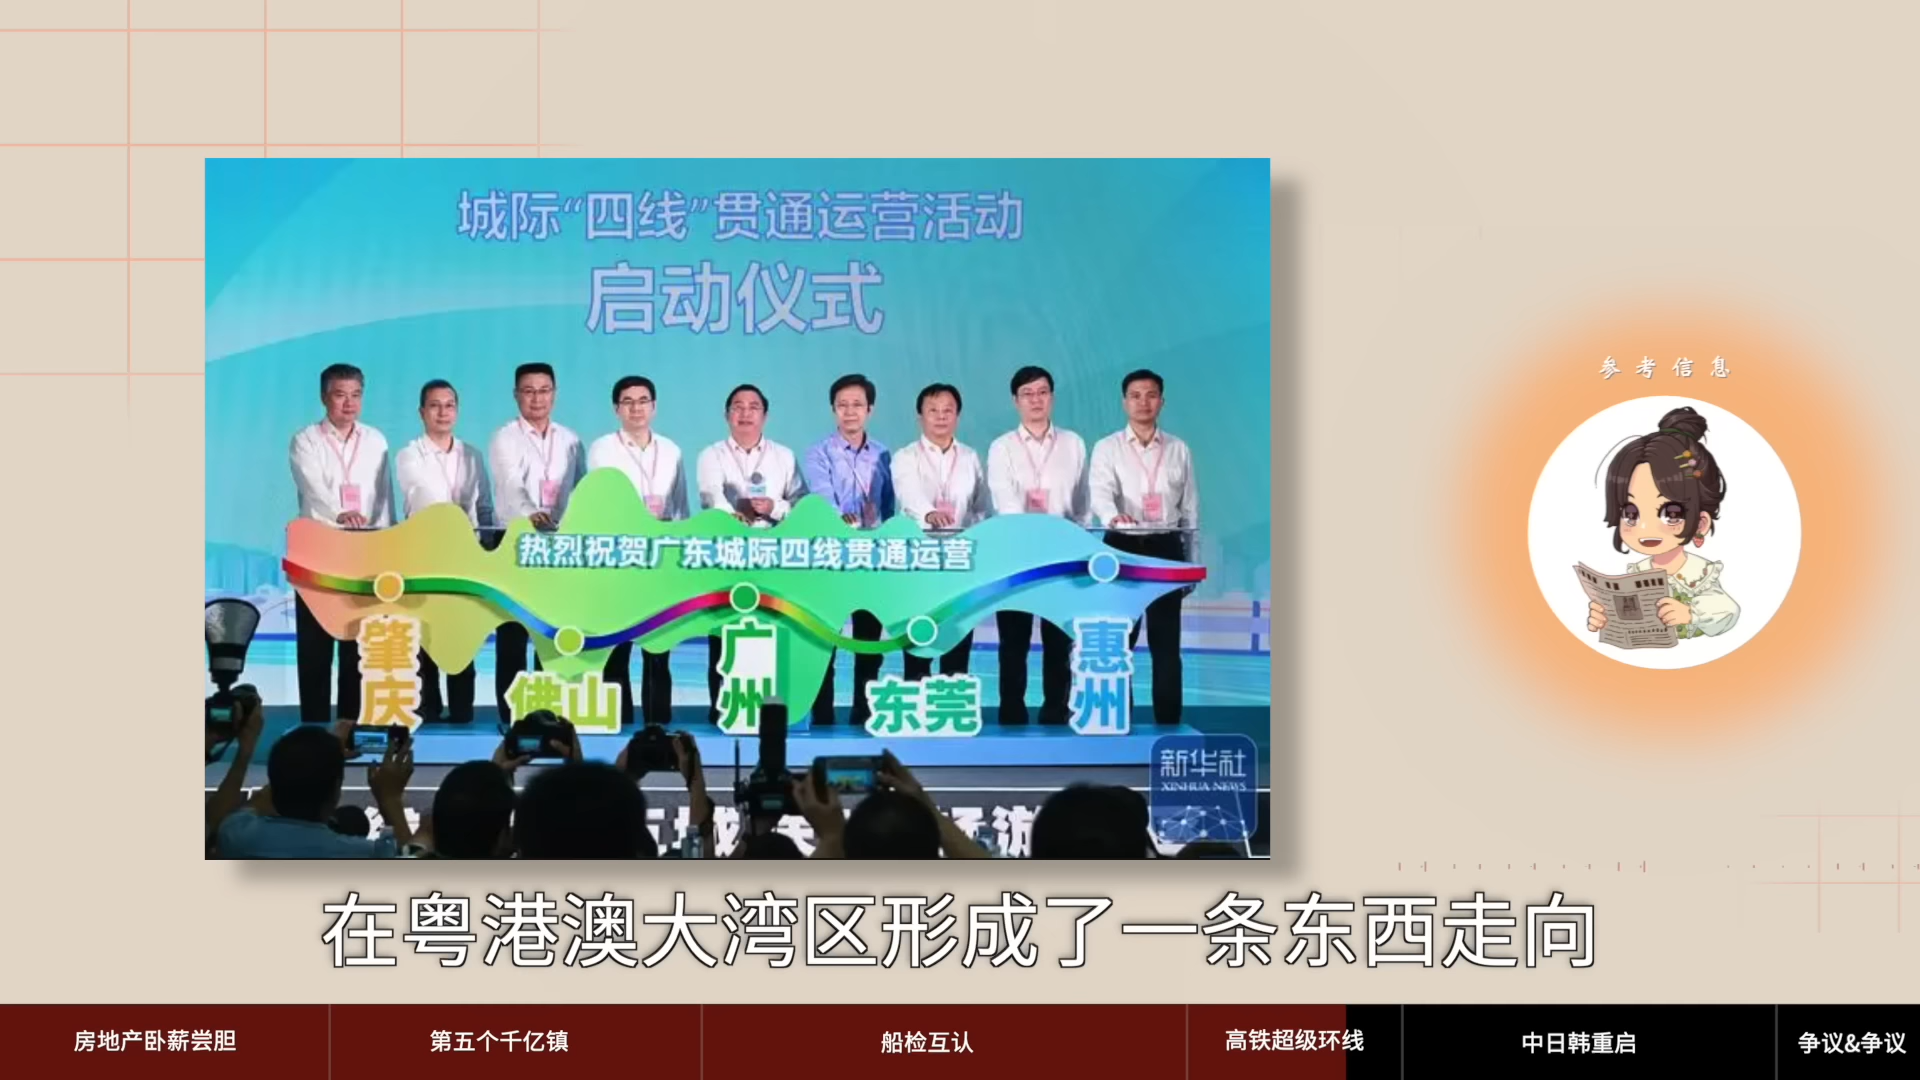 城际“四线”贯通运营活动
启动仪式
参考信息
热烈祝贺广东城际四线贯通运营
肇庆
佛山
广州
东莞
惠州
新华社
XINHUA NEWS
在粤港澳大湾区形成了一条东西走向
房地产卧薪尝胆
第五个千亿镇
船检互认
高铁超级环线
中日韩重启
争议&争议